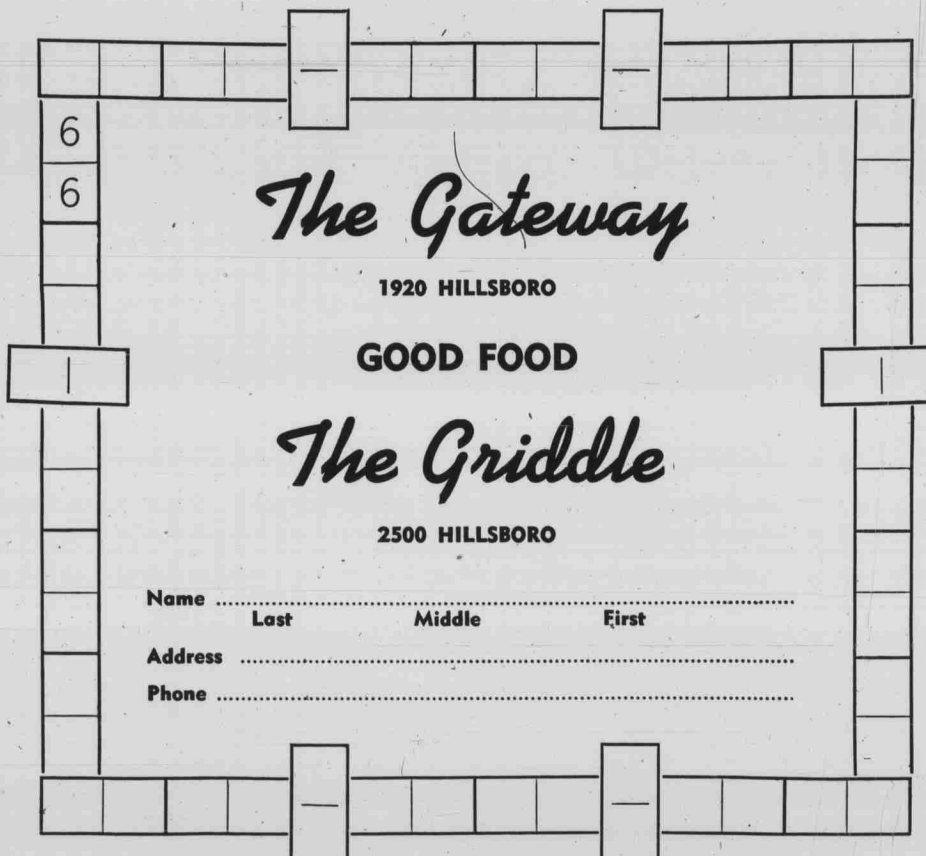 6
6
The Gateway
1920 HILLSBORO
GOOD FOOD
The Griddle
2500 HILLSBORO
Name
Last Middle First
Address
Phone